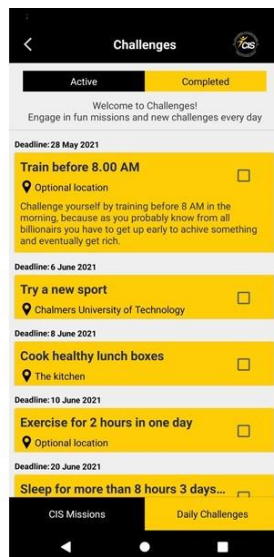 Challenges
CIS
Active
Completed
Welcome to Challenges!
Engage in fun missions and new challenges every day
Deadline: 28 May 2021
Train before 8.00 AM
Optional location
Challenge yourself by training before 8 AM in the
morning, because as you probably know from all
billionaires you have to get up early to achive something
and eventually get rich.
Deadline: 6 June 2021
Try a new sport
Chalmers University of Technology
Deadline: 8 June 2021
Cook healthy lunch boxes
The kitchen
Deadline: 10 June 2021
Exercise for 2 hours in one day
Optional location
Deadline: 20 June 2021
Sleep for more than 8 hours 3 days...
CIS Missions
Daily Challenges